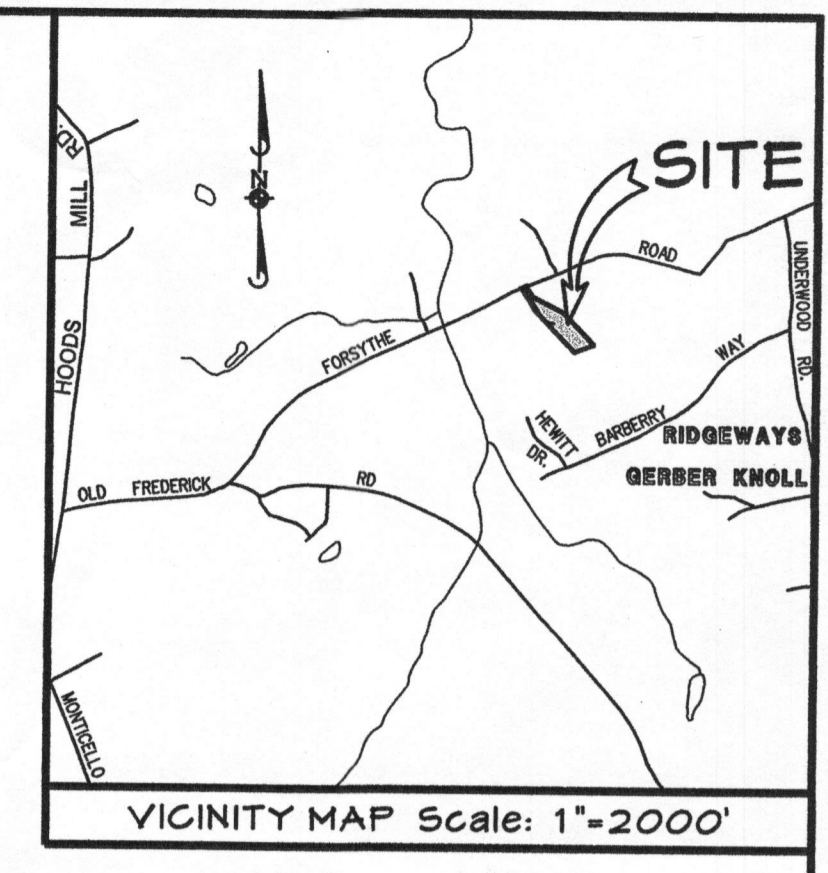 SITE
RD.
MILL
HOODS
N
ROAD
UNDERWOOD RD.
FORSYTHE
WAY
BARBERRY
HEWITT
DR.
RIDGEWAYS
GERBER KNOLL
OLD FREDERICK RD
MONTICELLO
VICINITY MAP Scale: 1"=2000'